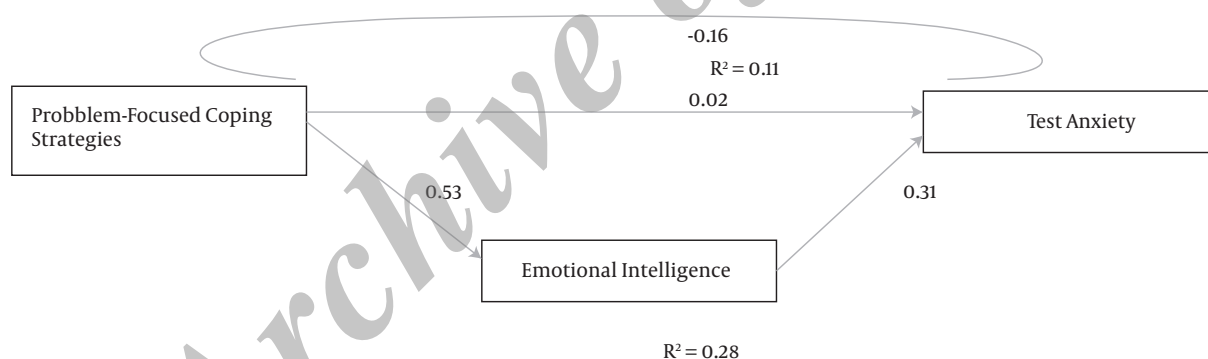 -0.16
R² = 0.11
0.02
Probblem-Focused Coping
Strategies
Test Anxiety
0.53
0.31
Emotional Intelligence
R² = 0.28
Archive